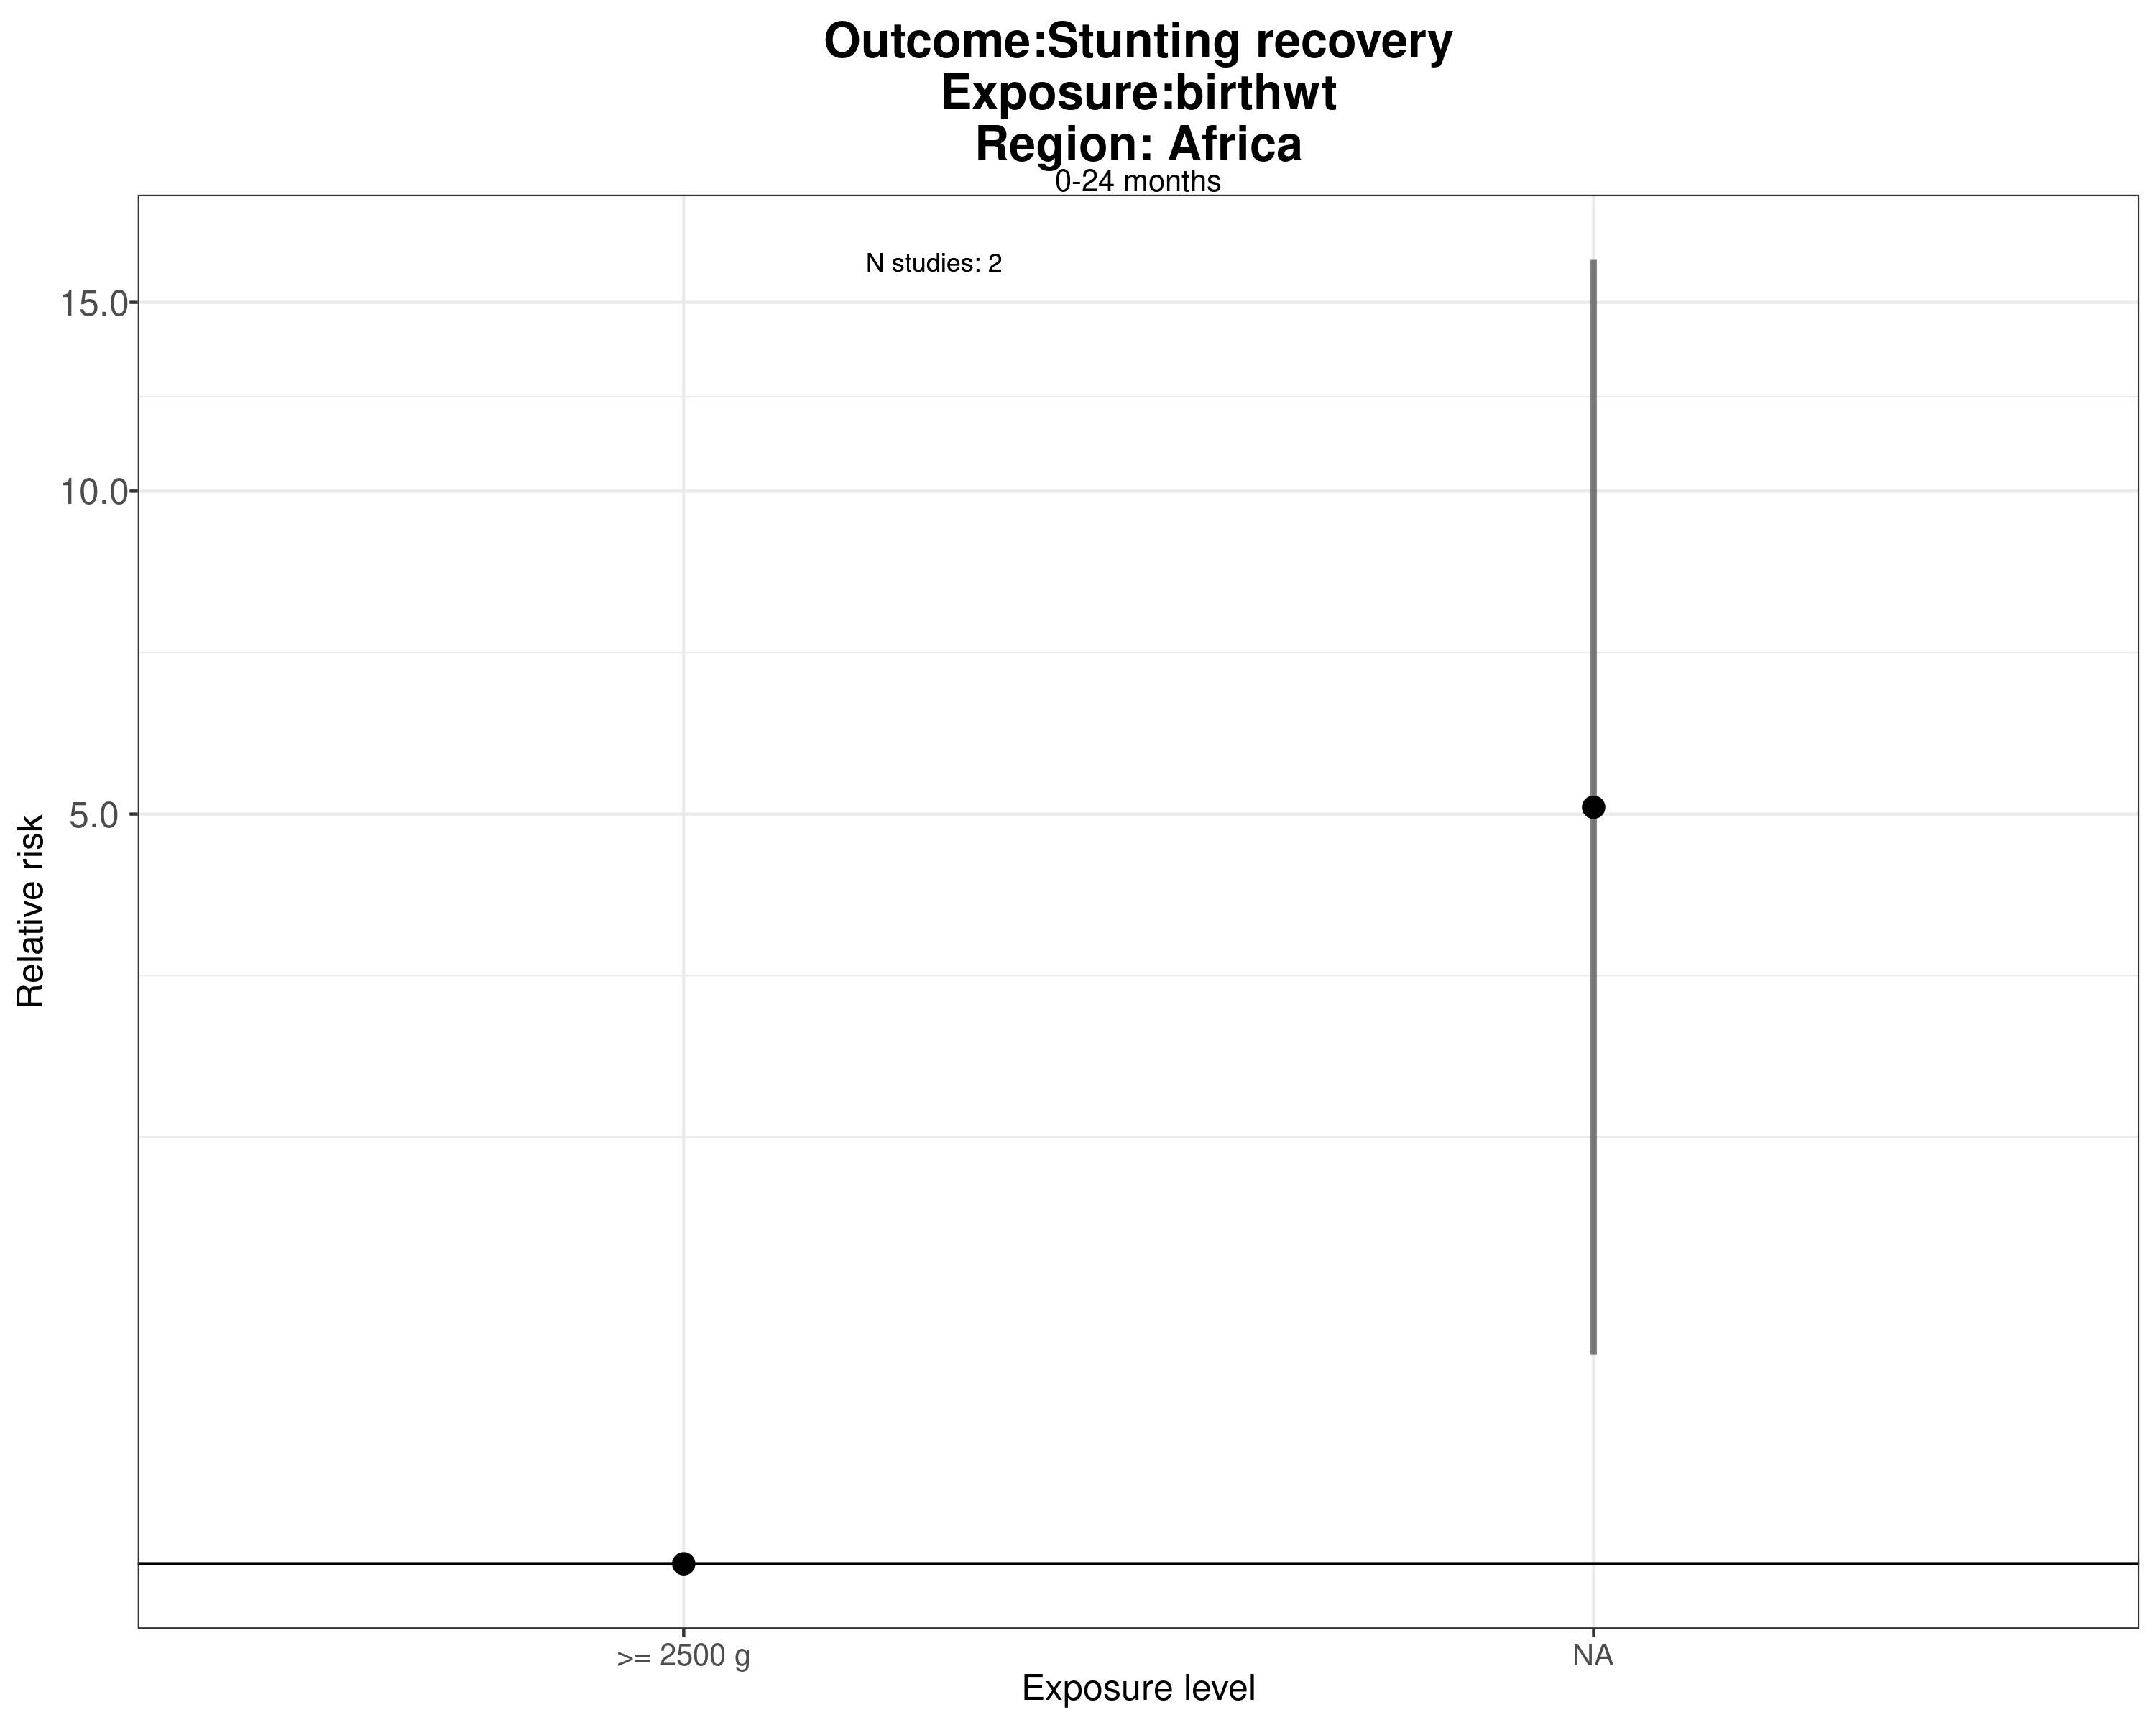 Outcome:Stunting recovery
Exposure:birthwt
Region: Africa
0-24 months
N studies: 2
15.0
10.0
5.0
Relative risk
>= 2500 g
NA
Exposure level